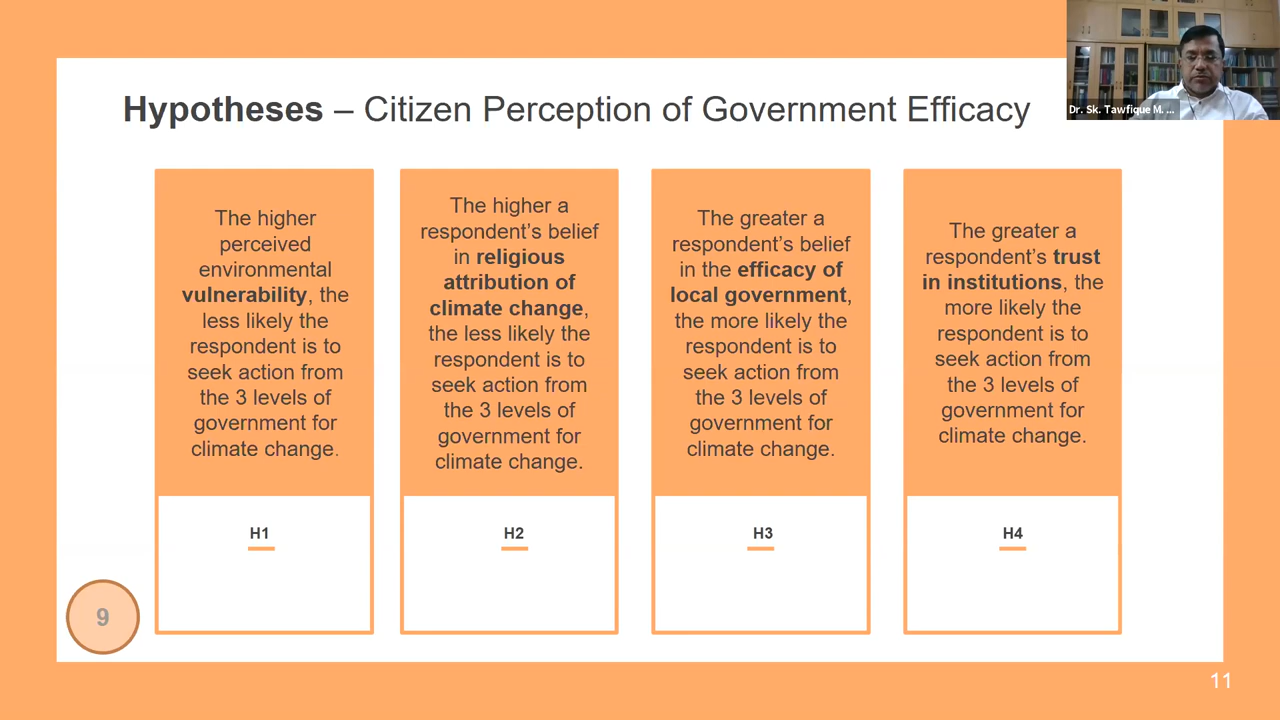 Dr. Sk. Tawfique M. ...
Hypotheses – Citizen Perception of Government Efficacy
The higher
perceived
environmental
vulnerability, the
less likely the
respondent is to
seek action from
the 3 levels of
government for
climate change.
H1
The higher a
respondent’s belief
in religious
attribution of
climate change,
the less likely the
respondent is to
seek action from
the 3 levels of
government for
climate change.
H2
The greater a
respondent’s belief
in the efficacy of
local government,
the more likely the
respondent is to
seek action from
the 3 levels of
government for
climate change.
H3
The greater a
respondent’s trust
in institutions, the
more likely the
respondent is to
seek action from
the 3 levels of
government for
climate change.
H4
9
11